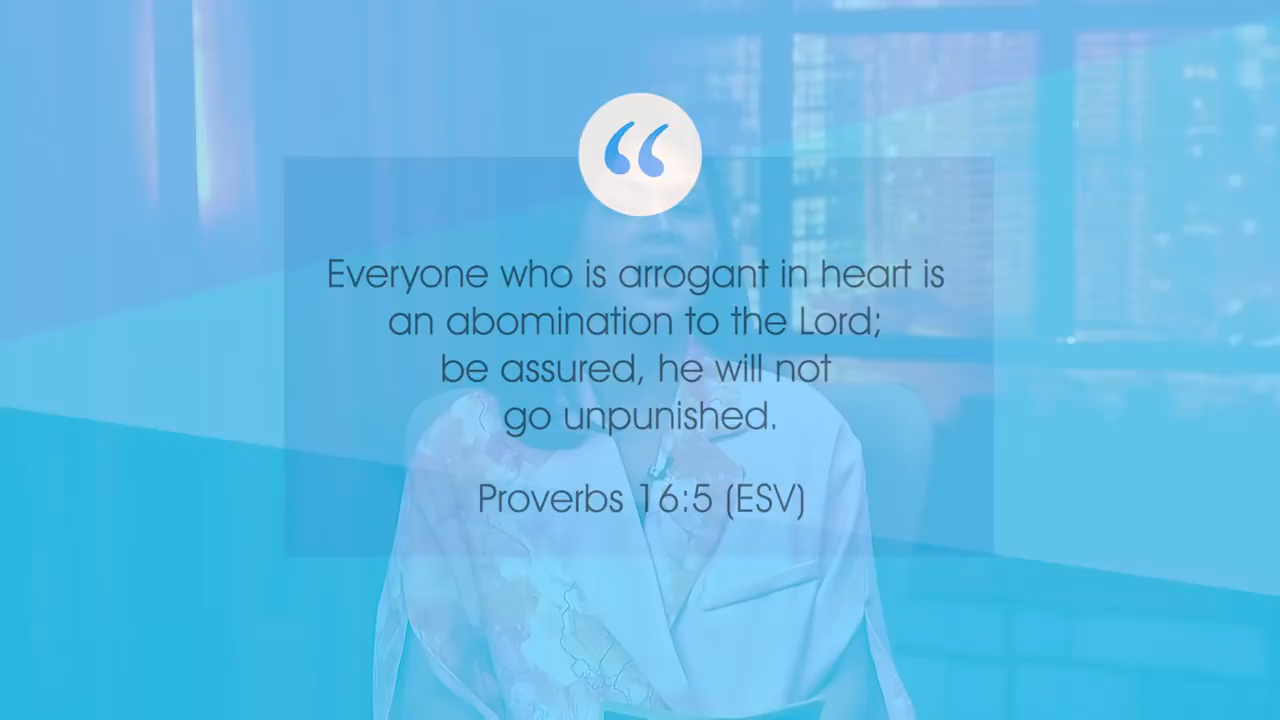 “
Everyone who is arrogant in heart is
an abomination to the Lord;
be assured, he will not
go unpunished.
Proverbs 16:5 (ESV)